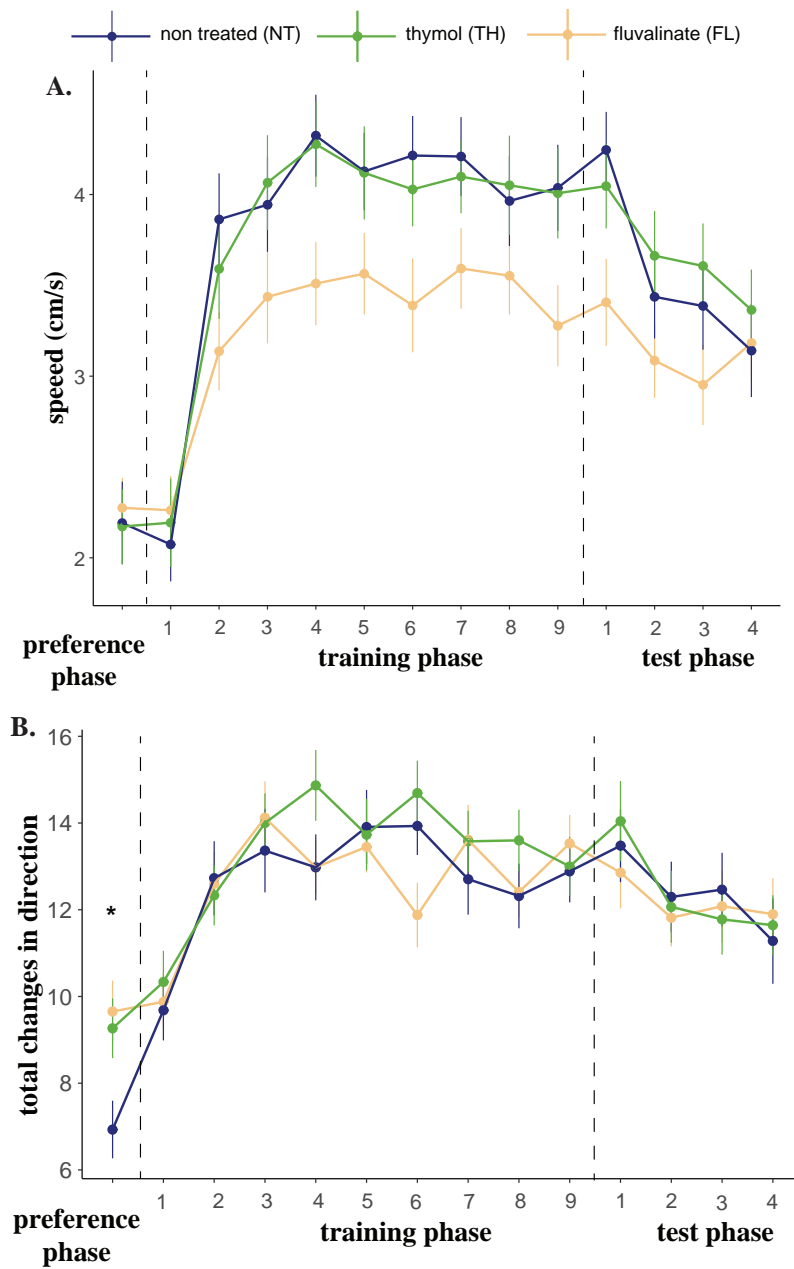 non treated (NT) thymol (TH) fluvalinate (FL)
A.
speed (cm/s)
4
3
2
1 2 3 4 5 6 7 8 9 1 2 3 4
preference
phase
training phase
test phase
B.
total changes in direction
16
14
12
10
8
6
*
1 2 3 4 5 6 7 8 9 1 2 3 4
preference
phase
training phase
test phase